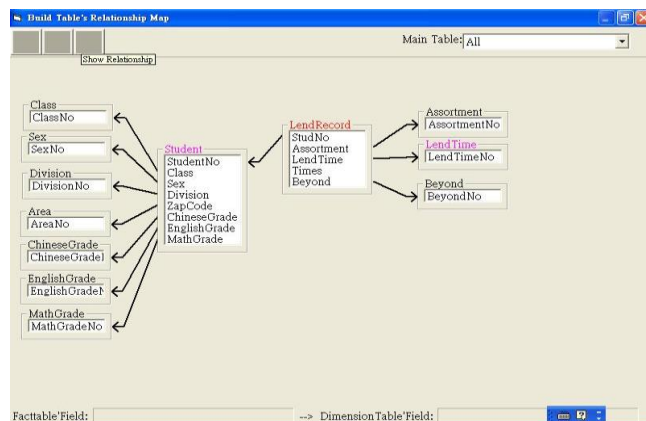 Build Table's Relationship Map
Main Table: All
Show Relationship
Class
ClassNo
Sex
SexNo
Division
DivisionNo
Area
AreaNo
ChineseGrade
ChineseGradeI
EnglishGrade
EnglishGradeN
MathGrade
MathGradeNo
Student
StudentNo
Class
Sex
Division
ZapCode
ChineseGrade
EnglishGrade
MathGrade
LendRecord
StudNo
Assortment
LendTime
Times
Beyond
Assortment
AssortmentNo
LendTime
LendTimeNo
Beyond
BeyondNo
Facttable'Field:
--> DimensionTable'Field: